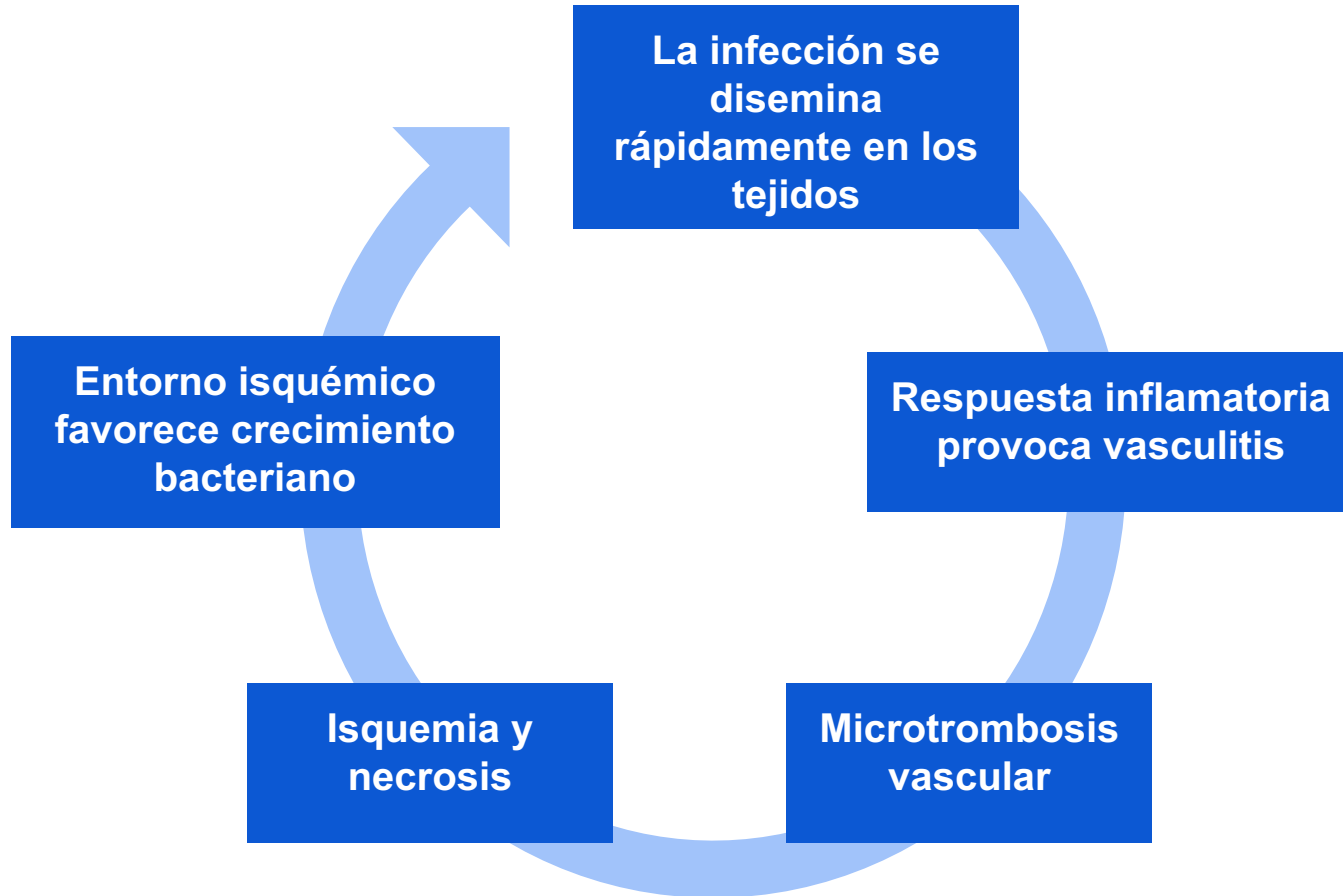 La infección se
disemina
rápidamente en los
tejidos
Respuesta inflamatoria
provoca vasculitis
Microtrombosis
vascular
Isquemia y
necrosis
Entorno isquémico
favorece crecimiento
bacteriano